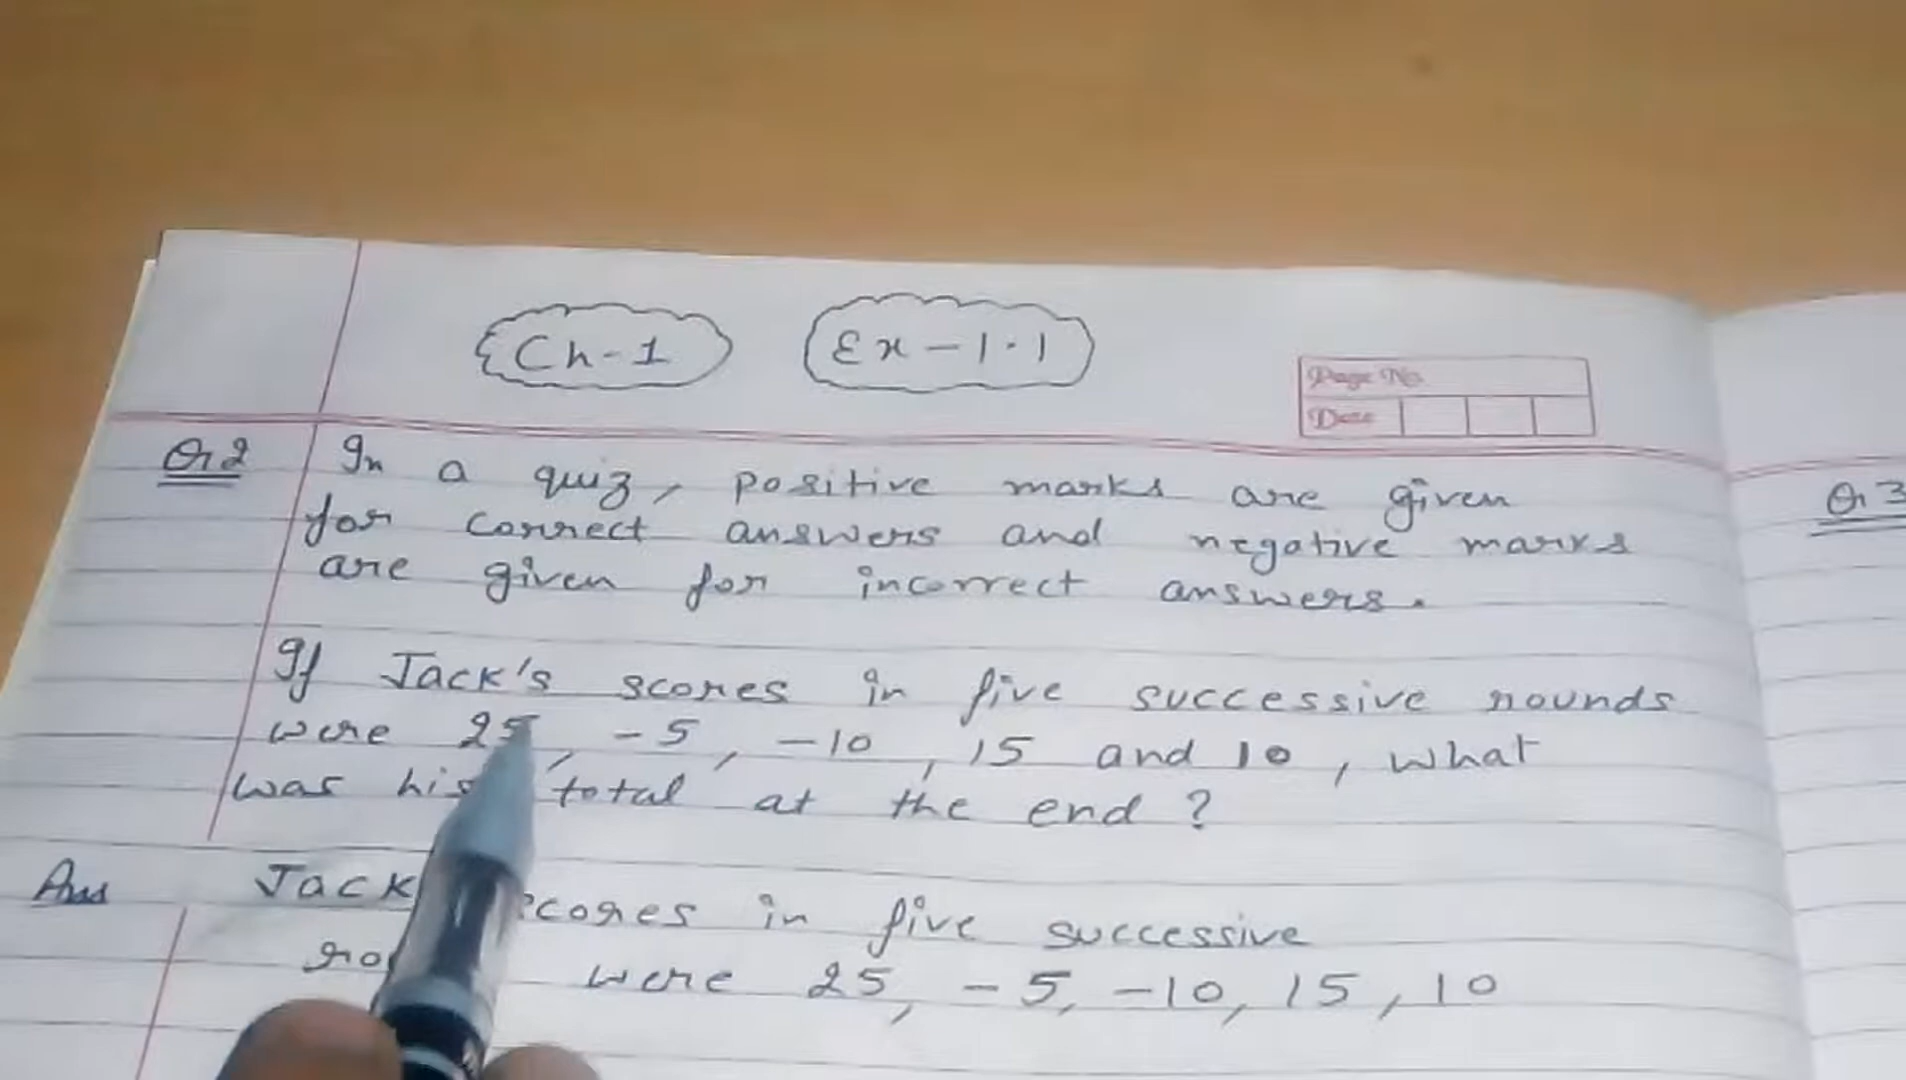 Ch-1
Ex-1.1
Page No.
Date
Q 2 In a quiz, positive marks are given
for correct answers and negative marks
are given for incorrect answers.
If Jack's scores in five successive rounds
were 25, -5, -10, 15 and 10, what
was his total at the end?
Ans Jack scores in five successive
were 25, -5, -10, 15, 10
Q 3